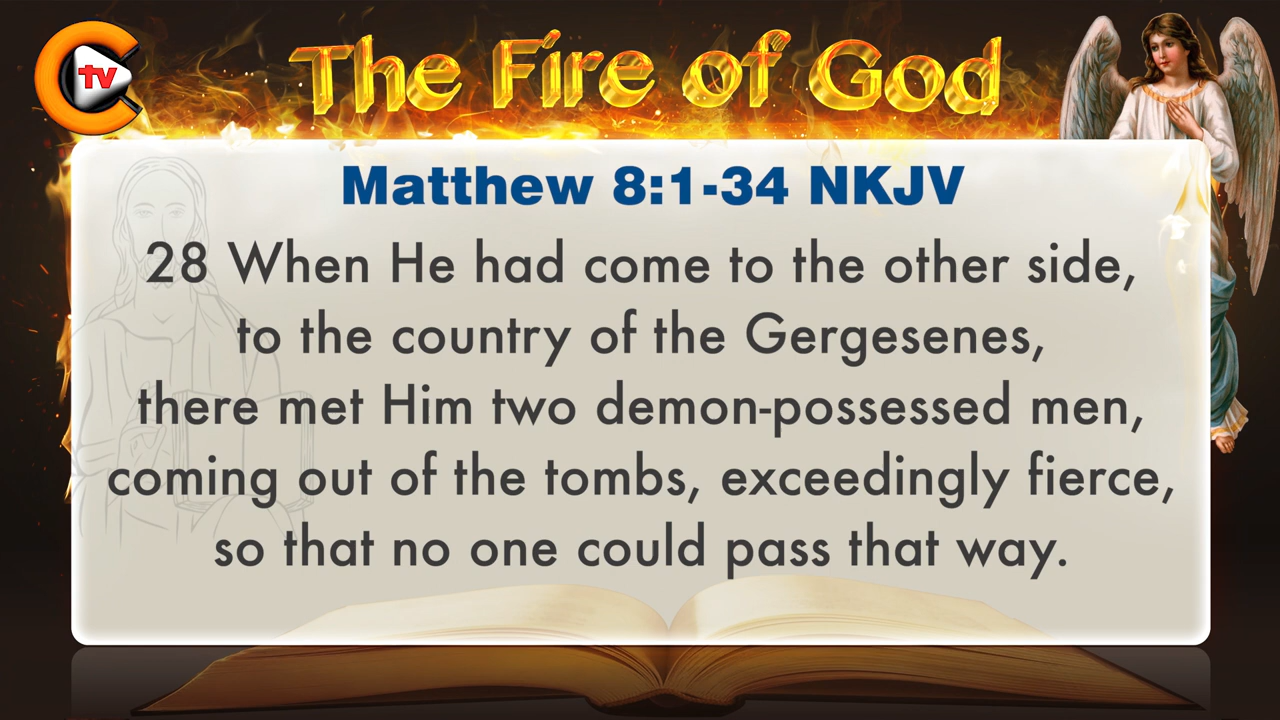 tv
The Fire of God
Matthew 8:1-34 NKJV
28 When He had come to the other side,
to the country of the Gergesenes,
there met Him two demon-possessed men,
coming out of the tombs, exceedingly fierce,
so that no one could pass that way.